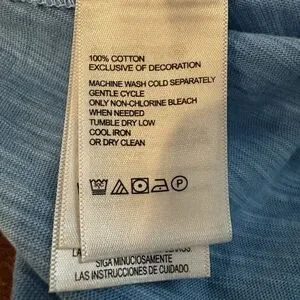 100% COTTON
EXCLUSIVE OF DECORATION
MACHINE WASH COLD SEPARATELY
GENTLE CYCLE
ONLY NON-CHLORINE BLEACH
WHEN NEEDED
TUMBLE DRY LOW
COOL IRON
OR DRY CLEAN
P
SIGA MINUCIOSAMENTE
LAS INSTRUCCIONES DE CUIDADO.